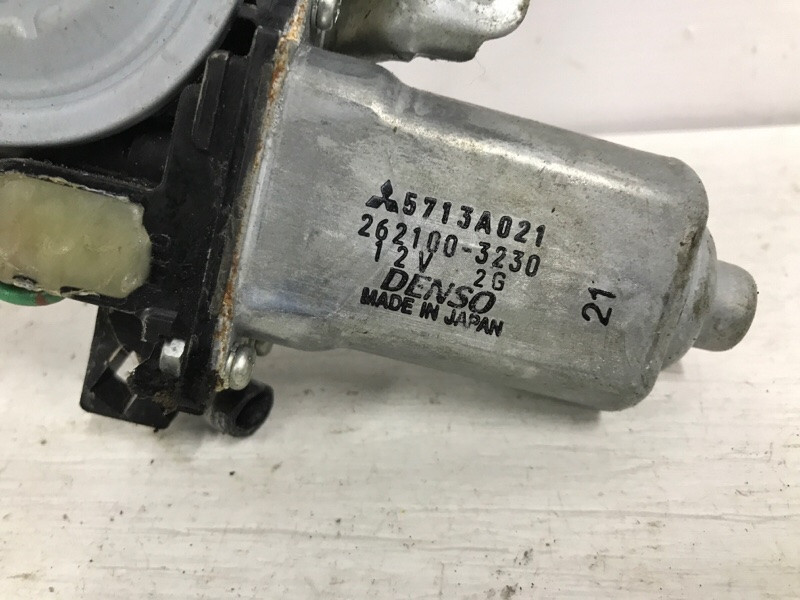 5713A021
262100-3230
12V 2G
DENSO
MADE IN JAPAN
21